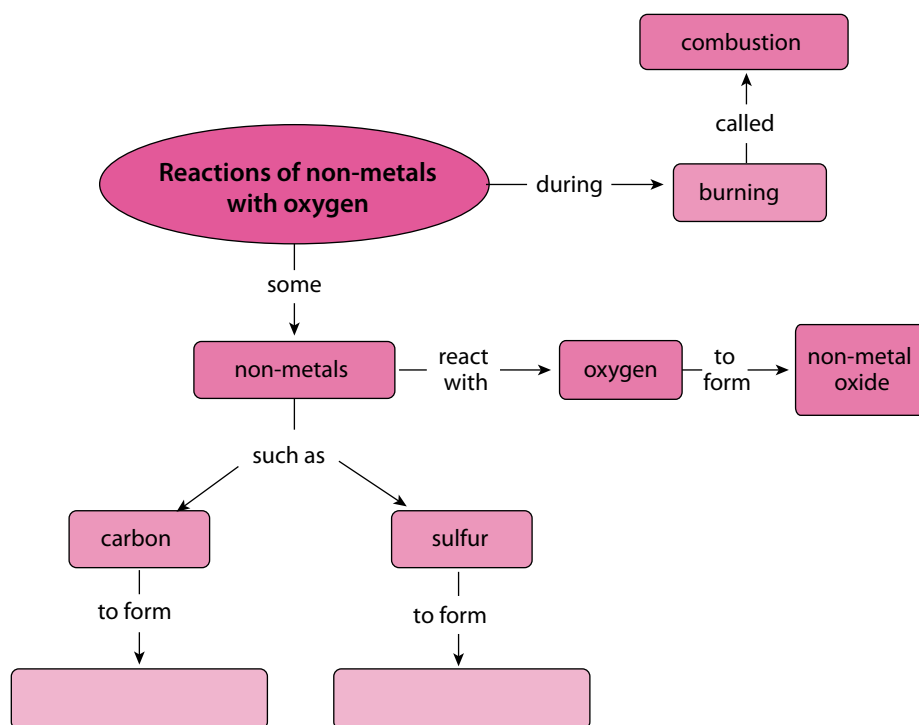 combustion
called
Reactions of non-metals
with oxygen
during
burning
some
non-metals
react
with
oxygen
to
form
non-metal
oxide
such as
carbon
sulfur
to form
to form